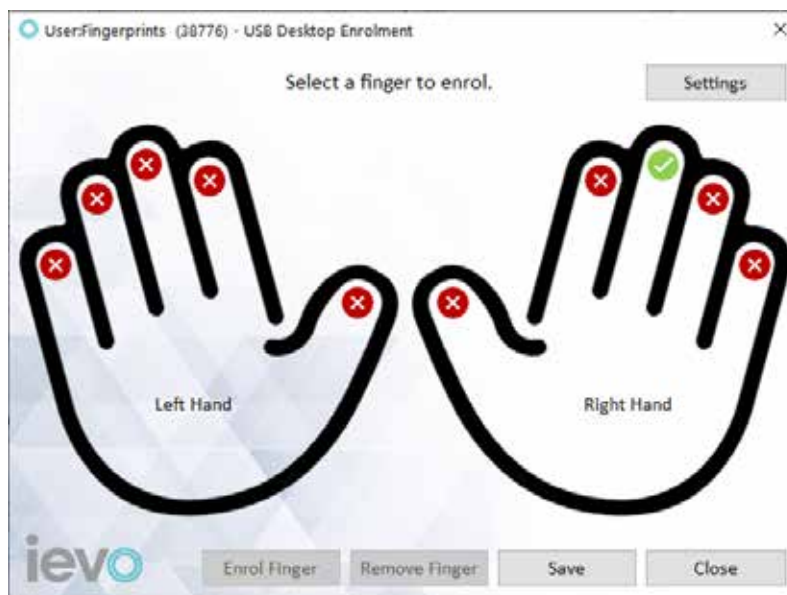 User:Fingerprints (38776) - USB Desktop Enrolment
Select a finger to enrol.
Settings
Left Hand
Right Hand
ievo
Enrol Finger
Remove Finger
Save
Close